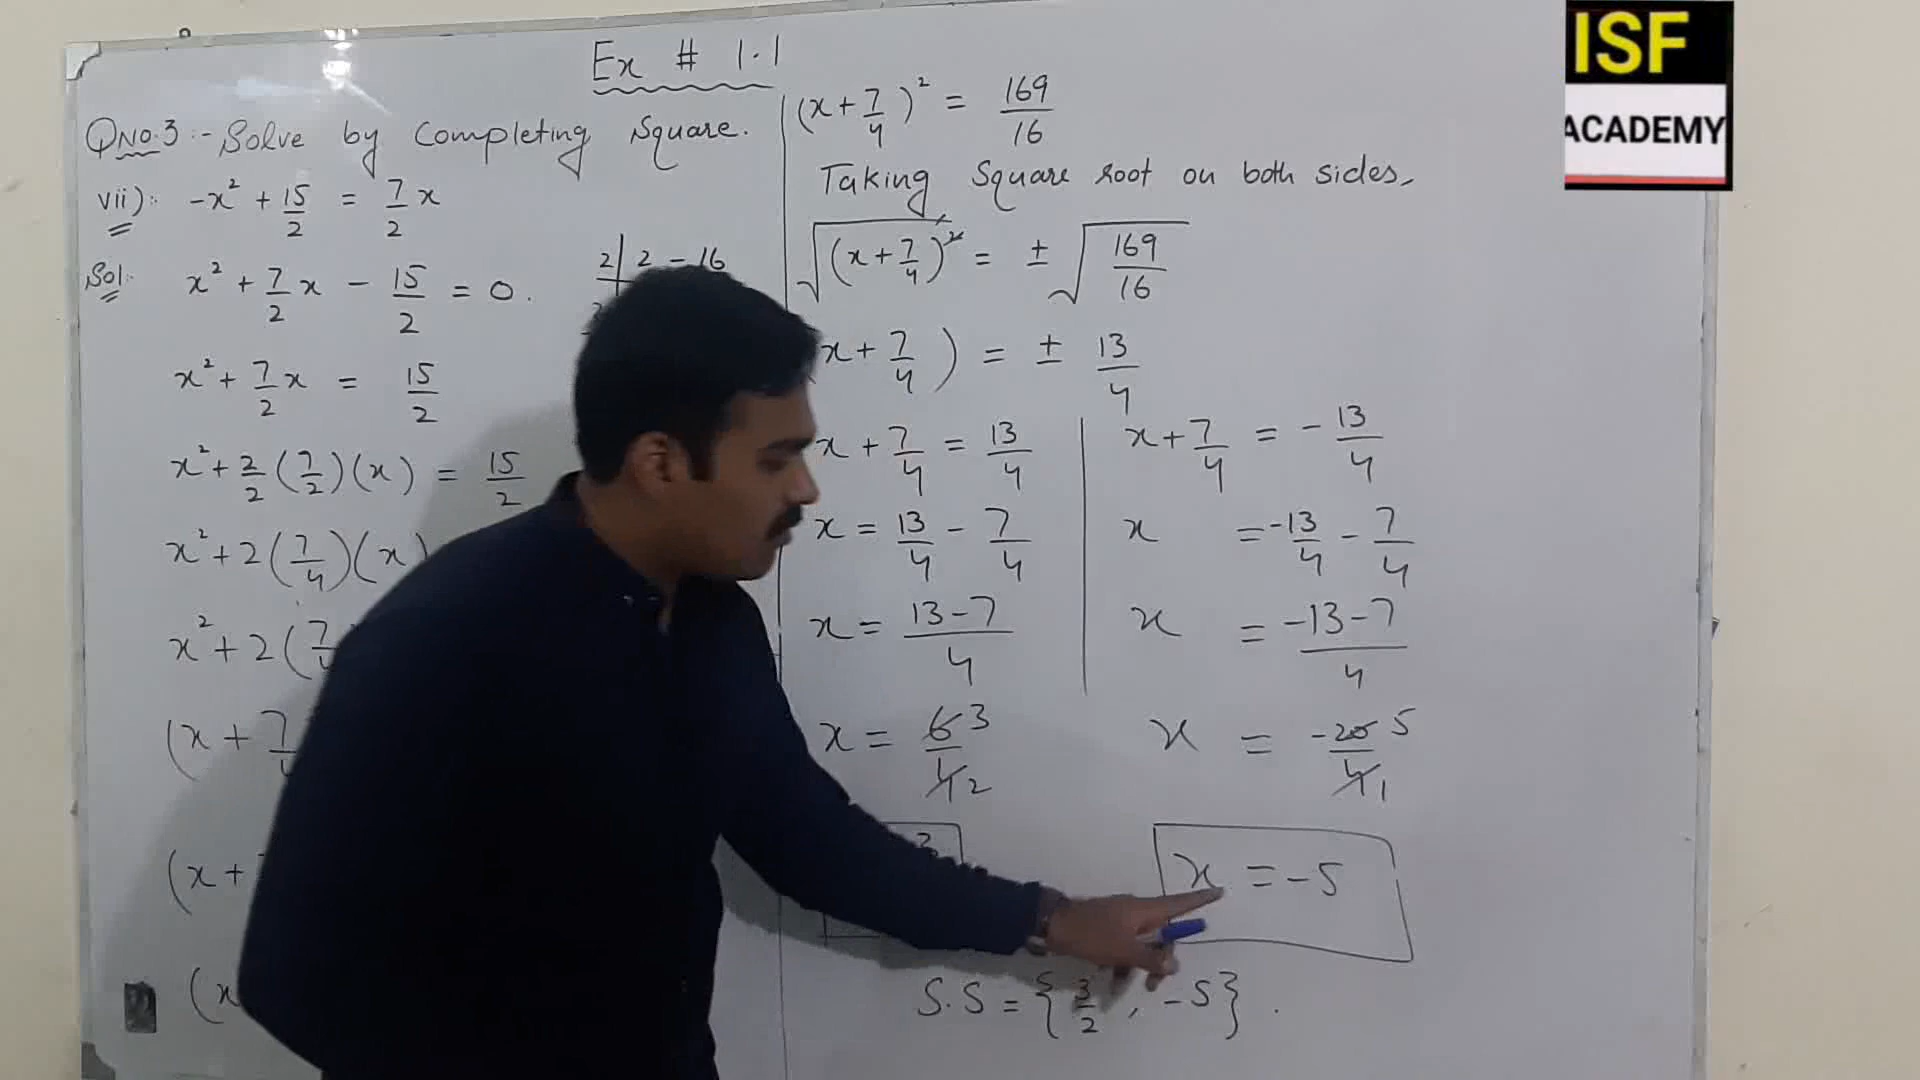 Ex # 1.1
Q NO.3 :- Solve by Completing Square.
vii):- -x² + 15/2 = 7/2 x
Sol:- x² + 7/2 x - 15/2 = 0.
2 | 2 - 16
x² + 7/2 x = 15/2
x² + 2/2 (7/2)(x) = 15/2
x² + 2(7/4)(x)
x² + 2(7/4
(x + 7/4
(x +
(x
(x + 7/4)² = 169/16
Taking Square root on both sides,
√(x + 7/4)² = ± √169/16
x + 7/4 ) = ± 13/4
x + 7/4 = 13/4
x = 13/4 - 7/4
x = 13-7/4
x = 6 3/4 2
3
x + 7/4 = - 13/4
x = -13/4 - 7/4
x = -13-7/4
x = -20 5/4 1
x = -5
S.S = { 3/2 , -5 } .
ISF
ACADEMY